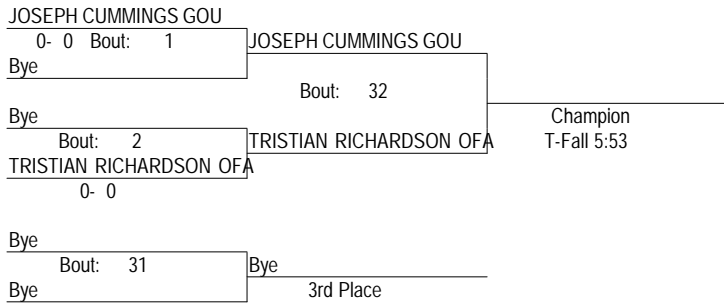 JOSEPH CUMMINGS GOU
0- 0 Bout: 1
JOSEPH CUMMINGS GOU
Bye
Bout: 32
Bye
Champion
Bout: 2
TRISTIAN RICHARDSON OFA
T-Fall 5:53
TRISTIAN RICHARDSON OFA
0- 0
Bye
Bout: 31
Bye
Bye
3rd Place